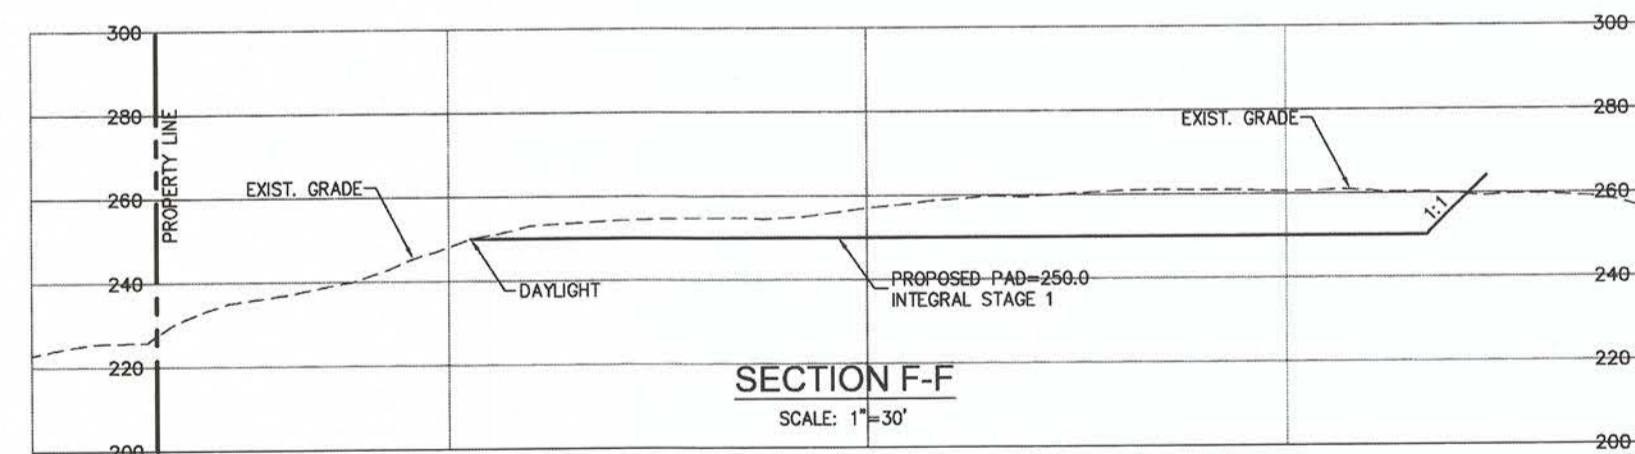 300
300
280
280
PROPERTY LINE
EXIST. GRADE
EXIST. GRADE
260
260
1:1
240
240
DAYLIGHT
PROPOSED PAD=250.0
INTEGRAL STAGE 1
220
220
SECTION F-F
SCALE: 1"=30'
200
200